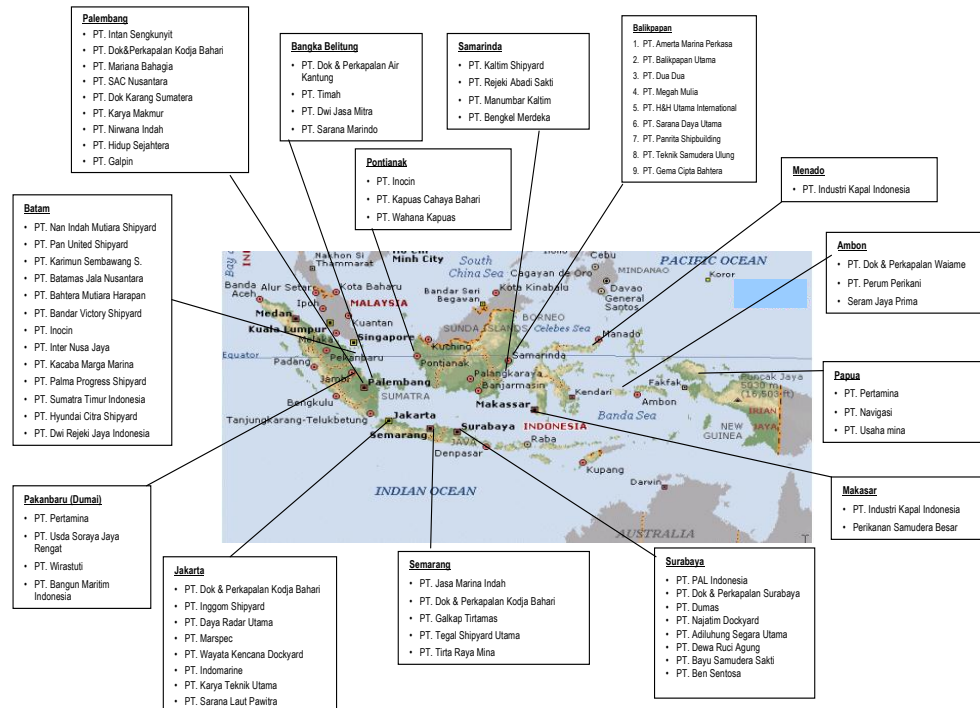 Palembang
• PT. Intan Sengkunyit
• PT. Dok&Perkapalan Kodja Bahari
• PT. Mariana Bahagia
• PT. SAC Nusantara
• PT. Dok Karang Sumatera
• PT. Karya Makmur
• PT. Nirwana Indah
• PT. Hidup Sejahtera
• PT. Galpin
Bangka Belitung
• PT. Dok & Perkapalan Air
Kantung
• PT. Timah
• PT. Dwi Jasa Mitra
• PT. Sarana Marindo
Samarinda
• PT. Kaltim Shipyard
• PT. Rejeki Abadi Sakti
• PT. Manumbar Kaltim
• PT. Bengkel Merdeka
Balikpapan
1. PT. Amerta Marina Perkasa
2. PT. Balikpapan Utama
3. PT. Dua Dua
4. PT. Megah Mulia
5. PT. H&H Utama International
6. PT. Sarana Daya Utama
7. PT. Panrita Shipbuilding
8. PT. Teknik Samudera Ulung
9. PT. Gema Cipta Bahtera
Pontianak
• PT. Inocin
• PT. Kapuas Cahaya Bahari
• PT. Wahana Kapuas
Menado
• PT. Industri Kapal Indonesia
Batam
• PT. Nan Indah Mutiara Shipyard
• PT. Pan United Shipyard
• PT. Karimun Sembawang S.
• PT. Batamas Jala Nusantara
• PT. Bahtera Mutiara Harapan
• PT. Bandar Victory Shipyard
• PT. Inocin
• PT. Inter Nusa Jaya
• PT. Kacaba Marga Marina
• PT. Palma Progress Shipyard
• PT. Sumatra Timur Indonesia
• PT. Hyundai Citra Shipyard
• PT. Dwi Rejeki Jaya Indonesia
Ambon
• PT. Dok & Perkapalan Waiame
• PT. Perum Perikani
• Seram Jaya Prima
Nakhon Si
Thammarat
Minh City
South
China Sea
Cagayan de Oro
Cebu
MINDANAO
Davao
General
Santos
PACIFIC OCEAN
Koror
Bay
Banda
Aceh
Alur Setar
Kota Baharu
Ipoh
MALAYSIA
Medan
Kuala Lumpur
Kuantan
Melaka
Singapore
Bandar Seri
Begawan
Kota Kinabalu
BORNEO
SUNDA ISLANDS
Celebes Sea
Kuching
Manado
Equator
Pekanbaru
Padang
Jambi
Pontianak
Samarinda
Palangkaraya
Banjarmasin
Palembang
SUMATRA
Bengkulu
Tanjungkarang-Telukbetung
Jakarta
Semarang
Surabaya
JAVA
Denpasar
Makassar
INDONESIA
Kendari
Raba
Ambon
Banda Sea
Fakfak
Puncak Jaya
5030 m
(16,503 ft)
IRIAN
JAYA
NEW
GUINEA
Kupang
Darwin
INDIAN OCEAN
AUSTRALIA
Papua
• PT. Pertamina
• PT. Navigasi
• PT. Usaha mina
Makasar
• PT. Industri Kapal Indonesia
• Perikanan Samudera Besar
Pakanbaru (Dumai)
• PT. Pertamina
• PT. Usda Soraya Jaya
Rengat
• PT. Wirastuti
• PT. Bangun Maritim
Indonesia
Jakarta
• PT. Dok & Perkapalan Kodja Bahari
• PT. Inggom Shipyard
• PT. Daya Radar Utama
• PT. Marspec
• PT. Wayata Kencana Dockyard
• PT. Indomarine
• PT. Karya Teknik Utama
• PT. Sarana Laut Pawitra
Semarang
• PT. Jasa Marina Indah
• PT. Dok & Perkapalan Kodja Bahari
• PT. Galkap Tirtamas
• PT. Tegal Shipyard Utama
• PT. Tirta Raya Mina
Surabaya
• PT. PAL Indonesia
• PT. Dok & Perkapalan Surabaya
• PT. Dumas
• PT. Najatim Dockyard
• PT. Adiluhung Segara Utama
• PT. Dewa Ruci Agung
• PT. Bayu Samudera Sakti
• PT. Ben Sentosa